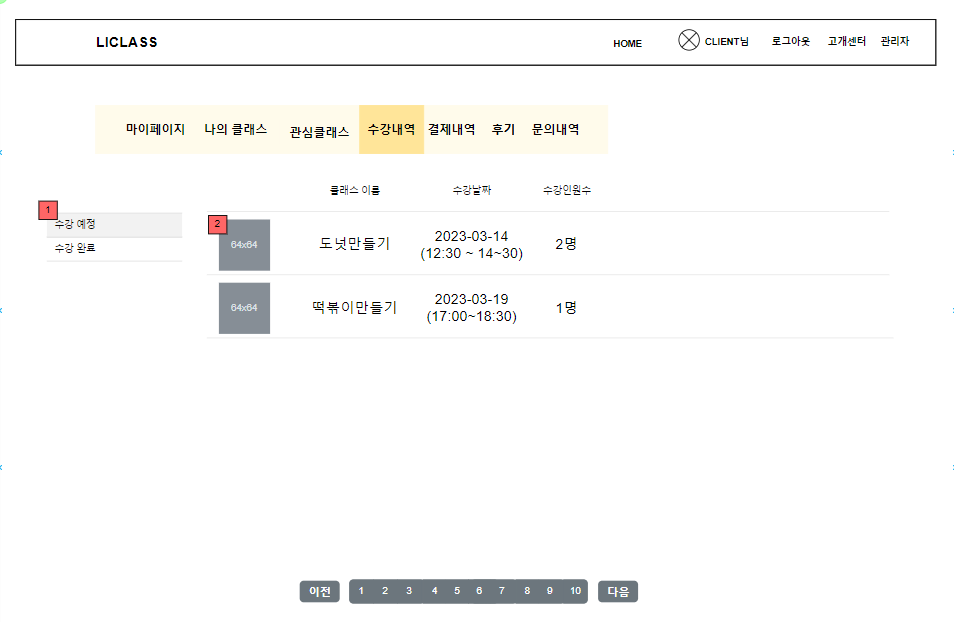 LICLASS HOME CLIENT님 로그아웃 고개센터 관리자
마이페이지 나의 클래스 관심클래스 수강내역 결제내역 후기 문의내역
클래스 이름 수강날짜 수강인원수
1
수강 예정
수강 완료
2
64x64
도넛만들기
2023-03-14
(12:30 ~ 14~30)
2명
64x64
떡볶이만들기
2023-03-19
(17:00~18:30)
1명
이전 1 2 3 4 5 6 7 8 9 10 다음